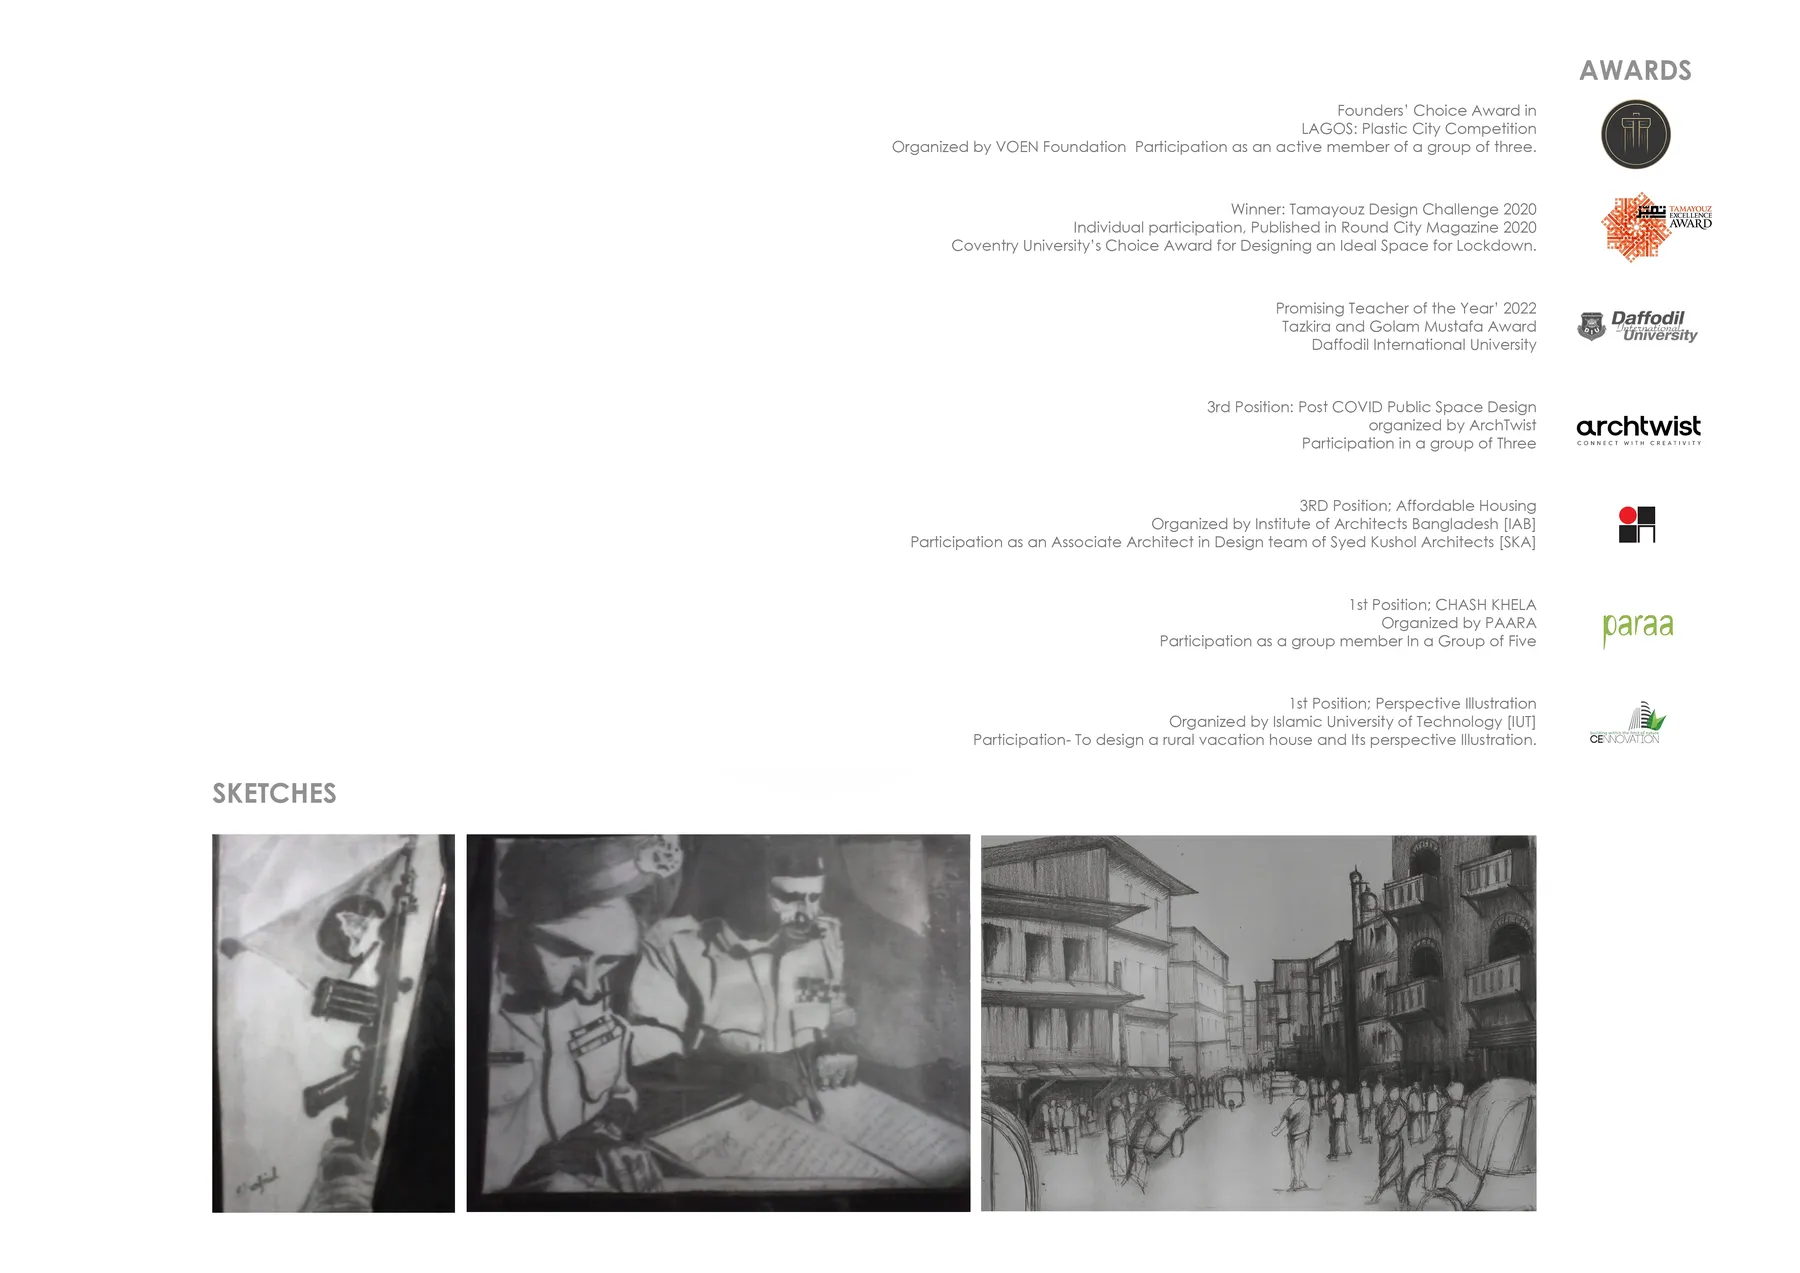 AWARDS
Founders’ Choice Award in
LAGOS: Plastic City Competition
Organized by VOEN Foundation  Participation as an active member of a group of three.
Winner: Tamayouz Design Challenge 2020
Individual participation, Published in Round City Magazine 2020
Coventry University’s Choice Award for Designing an Ideal Space for Lockdown.
تميّز
TAMAYOUZ
EXCELLENCE
AWARD
Promising Teacher of the Year’ 2022
Tazkira and Golam Mustafa Award
Daffodil International University
DIU
Daffodil
International
University
3rd Position: Post COVID Public Space Design
organized by ArchTwist
Participation in a group of Three
archtwist
CONNECT WITH CREATIVITY
3RD Position; Affordable Housing
Organized by Institute of Architects Bangladesh [IAB]
Participation as an Associate Architect in Design team of Syed Kushol Architects [SKA]
1st Position; CHASH KHELA
Organized by PAARA
Participation as a group member In a Group of Five
paraa
1st Position; Perspective Illustration
Organized by Islamic University of Technology [IUT]
Participation- To design a rural vacation house and Its perspective Illustration.
CENNOVATION
SKETCHES